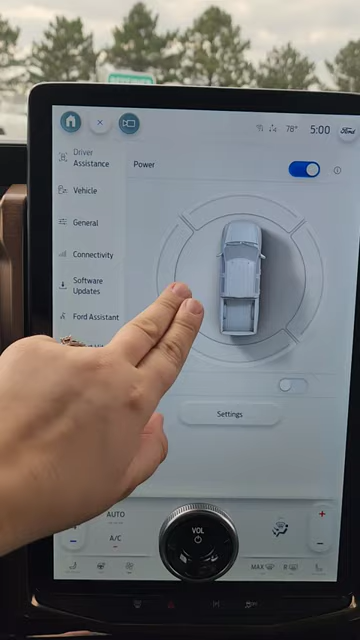 78°
5:00
Ford
Driver
Assistance
Power
Vehicle
General
Connectivity
Software
Updates
Ford Assistant
Settings
AUTO
A/C
VOL
+
−
−
MAX
R